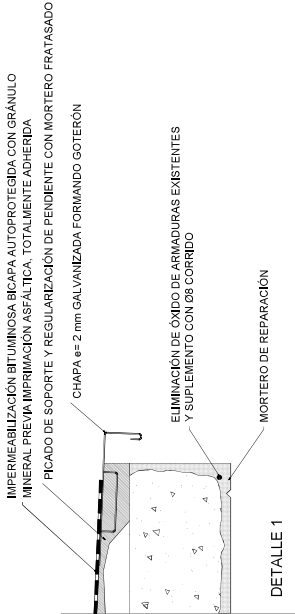 IMPERMEABILIZACIÓN BITUMINOSA BICAPA AUTOPROTEGIDA CON GRÁNULO
MINERAL PREVIA IMPRIMACIÓN ASFÁLTICA, TOTALMENTE ADHERIDA
PICADO DE SOPORTE Y REGULARIZACIÓN DE PENDIENTE CON MORTERO FRATASADO
CHAPA e= 2 mm GALVANIZADA FORMANDO GOTERÓN
ELIMINACIÓN DE ÓXIDO DE ARMADURAS EXISTENTES
Y SUPLEMENTO CON Ø8 CORRIDO
MORTERO DE REPARACIÓN
DETALLE 1